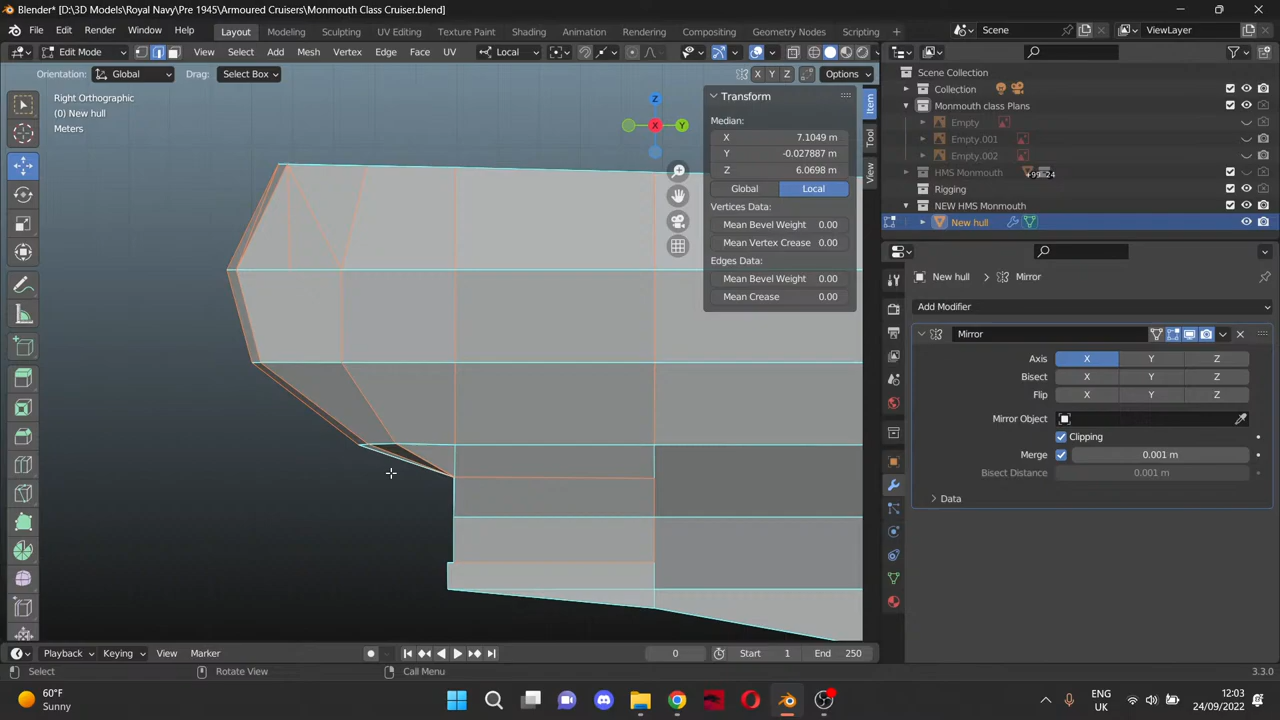 Blender* [D:\3D Models\Royal Navy\Pre 1945\Armoured Cruisers\Monmouth Class Cruiser.blend]
File Edit Render Window Help Layout Modeling Sculpting UV Editing Texture Paint Shading Animation Rendering Compositing Geometry Nodes Scripting Scene ViewLayer
Edit Mode View Select Add Mesh Vertex Edge Face UV Local
Orientation: Global Drag: Select Box X Y Z Options
Right Orthographic
(0) New hull
Meters
Z
X
Y
Transform
Median:
X 7.1049 m
Y -0.027887 m
Z 6.0698 m
Global Local
Vertices Data:
Mean Bevel Weight 0.00
Mean Vertex Crease 0.00
Edges Data:
Mean Bevel Weight 0.00
Mean Crease 0.00
Item
Tool
View
Scene Collection
Collection
Monmouth class Plans
Empty
Empty.001
Empty.002
HMS Monmouth
Rigging
NEW HMS Monmouth
New hull
New hull Mirror
Add Modifier
Mirror
Axis X Y Z
Bisect X Y Z
Flip X Y Z
Mirror Object
Clipping
Merge 0.001 m
Bisect Distance 0.001 m
Data
Playback Keying View Marker 0 Start 1 End 250
Select Rotate View Call Menu 3.3.0
60°F
Sunny
ENG
UK
12:03
24/09/2022